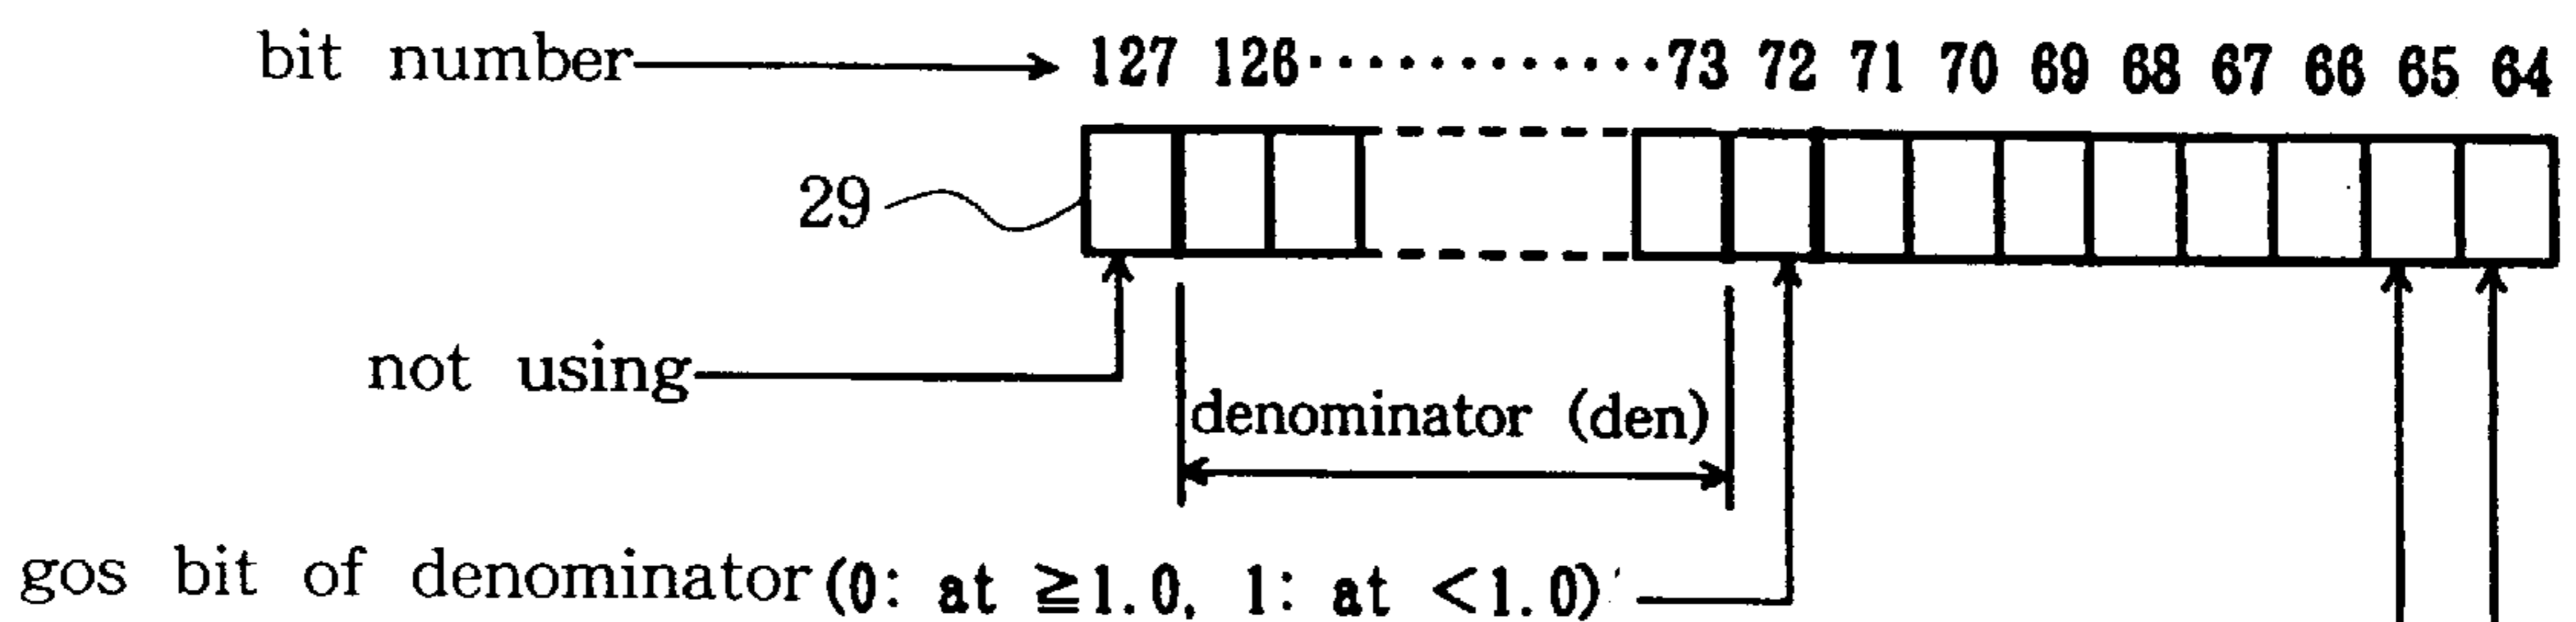 bit number 127 126 ············ 73 72 71 70 69 68 67 66 65 64
29
not using
denominator (den)
gos bit of denominator (0: at ≧1.0, 1: at <1.0)